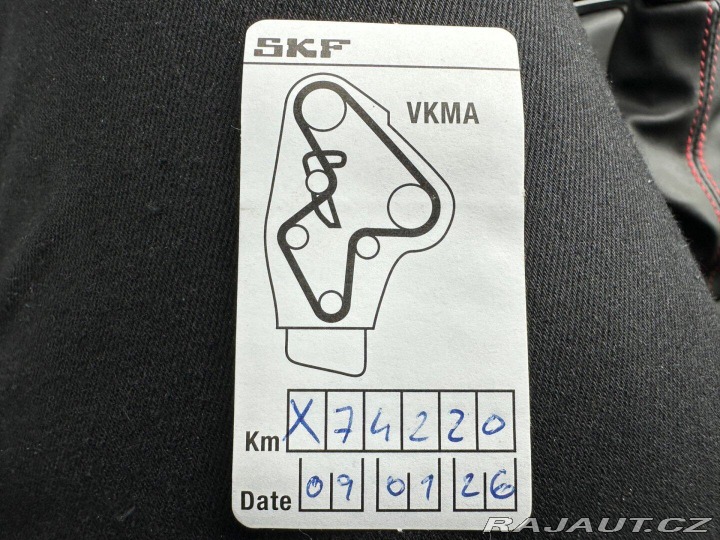 SKF
VKMA
Km X74220
Date 09 01 26
RAJAUT.CZ